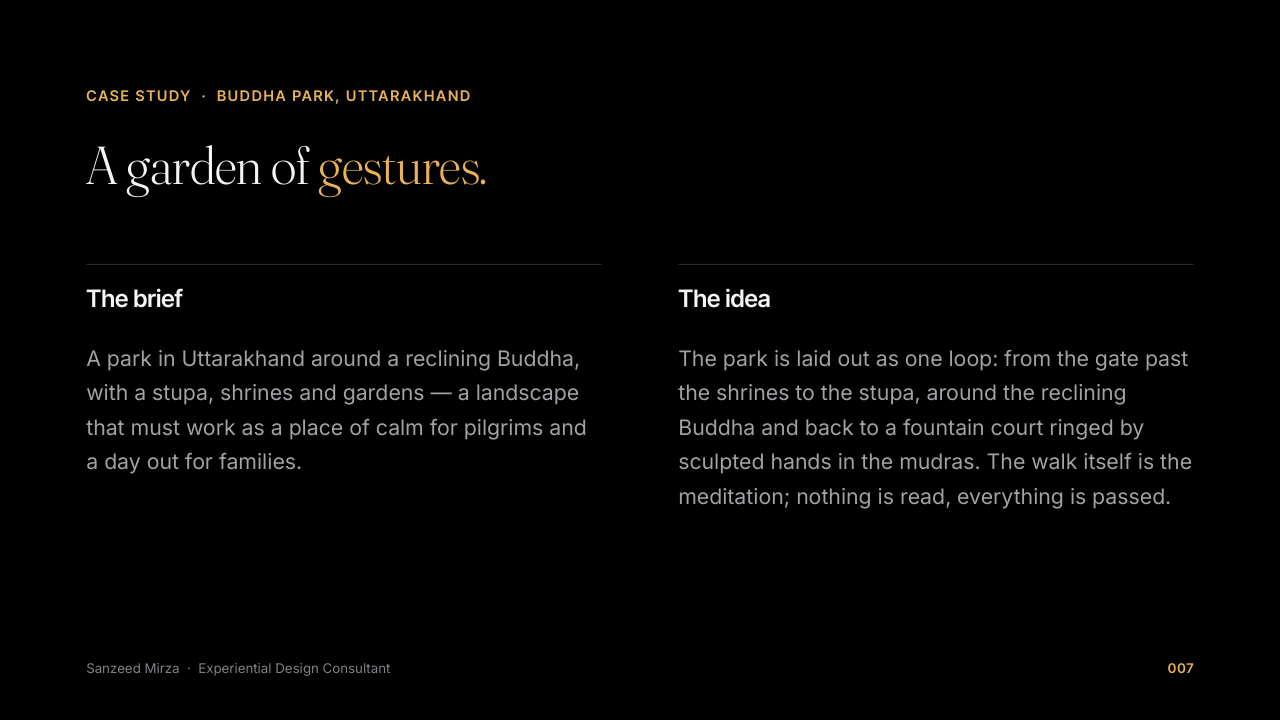 CASE STUDY · BUDDHA PARK, UTTARAKHAND
A garden of gestures.
The brief
A park in Uttarakhand around a reclining Buddha,
with a stupa, shrines and gardens — a landscape
that must work as a place of calm for pilgrims and
a day out for families.
The idea
The park is laid out as one loop: from the gate past
the shrines to the stupa, around the reclining
Buddha and back to a fountain court ringed by
sculpted hands in the mudras. The walk itself is the
meditation; nothing is read, everything is passed.
Sanzeed Mirza · Experiential Design Consultant
007